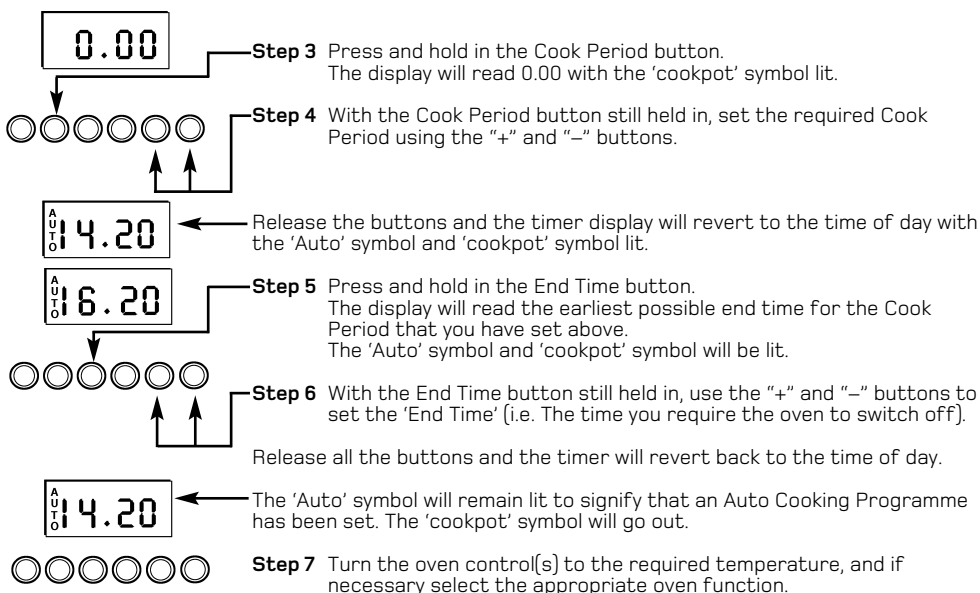 0.00
Step 3 Press and hold in the Cook Period button.
The display will read 0.00 with the ‘cookpot’ symbol lit.
Step 4 With the Cook Period button still held in, set the required Cook
Period using the “+” and “–” buttons.
AUTO 14.20
Release the buttons and the timer display will revert to the time of day with
the ‘Auto’ symbol and ‘cookpot’ symbol lit.
AUTO 16.20
Step 5 Press and hold in the End Time button.
The display will read the earliest possible end time for the Cook
Period that you have set above.
The ‘Auto’ symbol and ‘cookpot’ symbol will be lit.
Step 6 With the End Time button still held in, use the “+” and “–” buttons to
set the ‘End Time’ (i.e. The time you require the oven to switch off).
Release all the buttons and the timer will revert back to the time of day.
AUTO 14.20
The ‘Auto’ symbol will remain lit to signify that an Auto Cooking Programme
has been set. The ‘cookpot’ symbol will go out.
Step 7 Turn the oven control(s) to the required temperature, and if
necessary select the appropriate oven function.